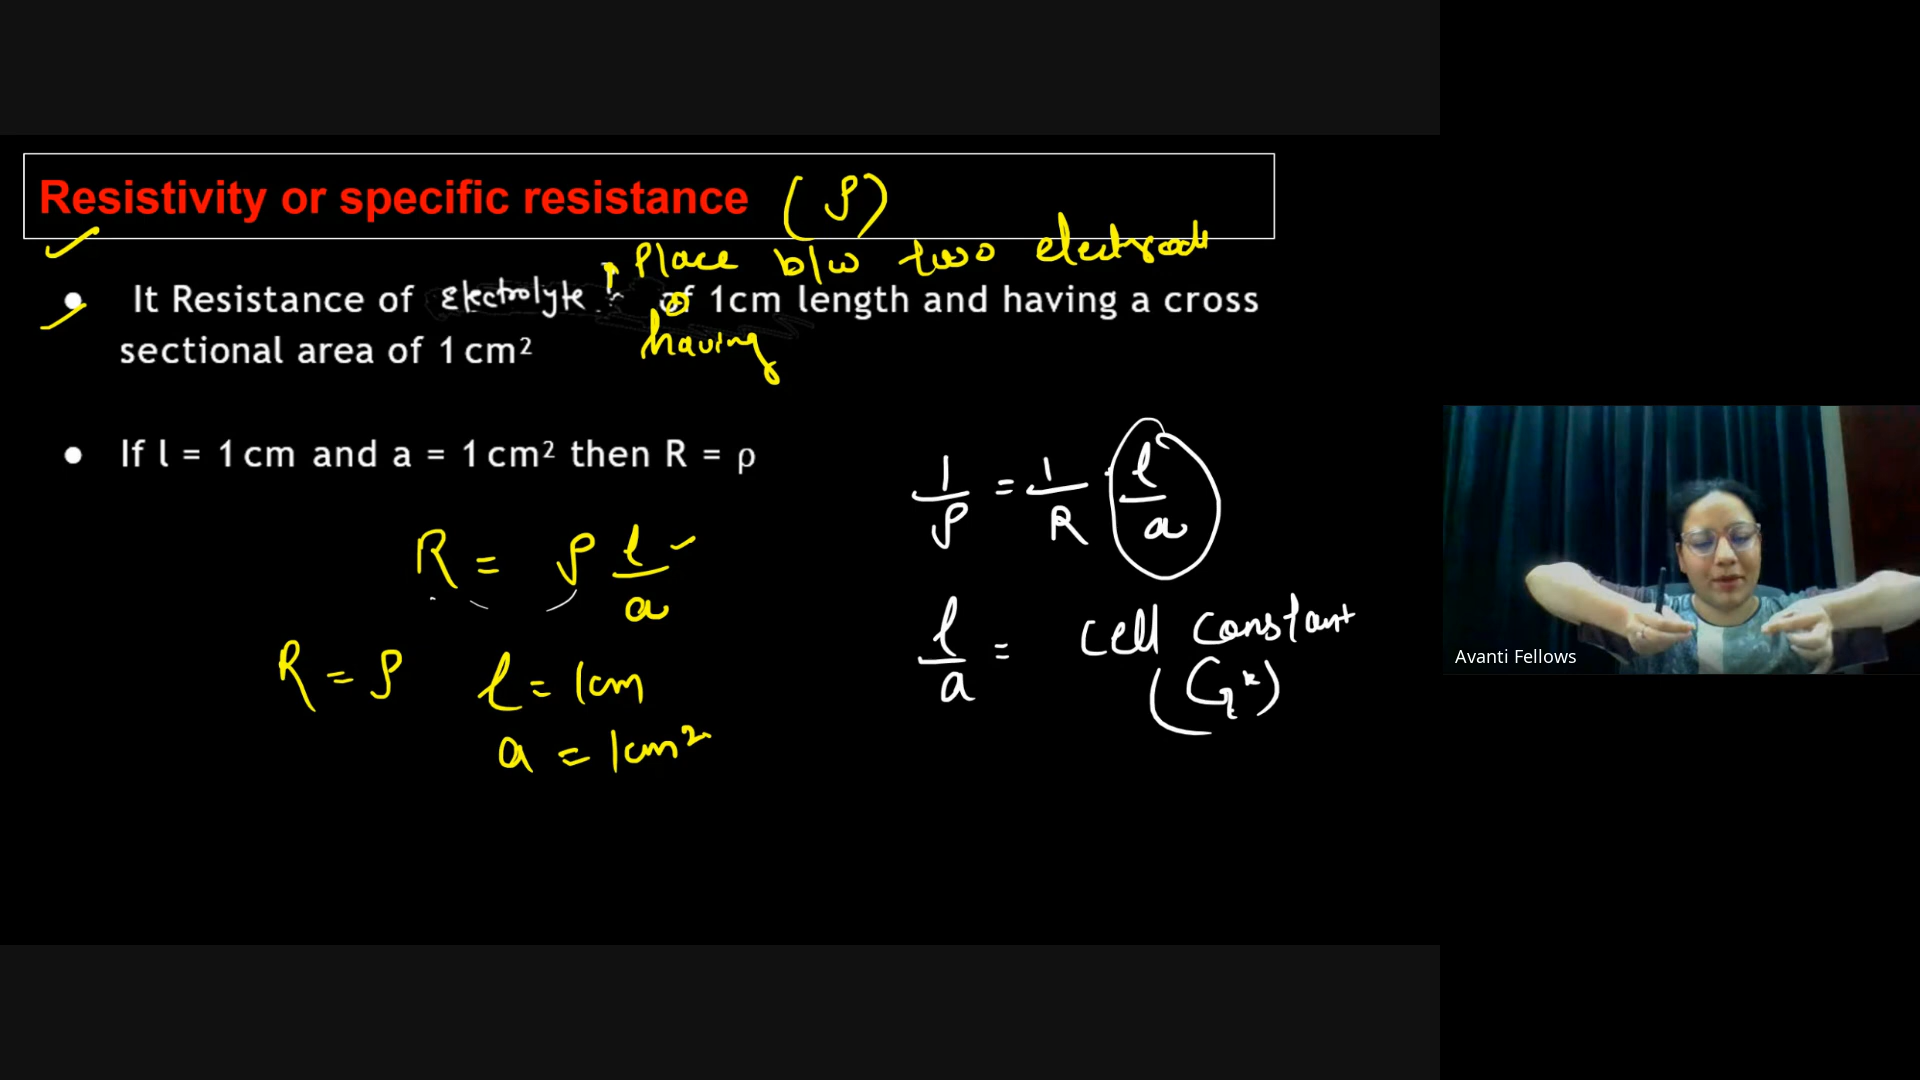 Resistivity or specific resistance (ρ)
Place b/w two electrode
It Resistance of Electrolyte of 1cm length and having a cross
having
sectional area of 1 cm²
If l = 1 cm and a = 1 cm² then R = ρ
1/ρ = 1/R l/a
R = ρ l/a
l/a = cell constant
(G*)
R = ρ l = 1cm
a = 1cm²
Avanti Fellows